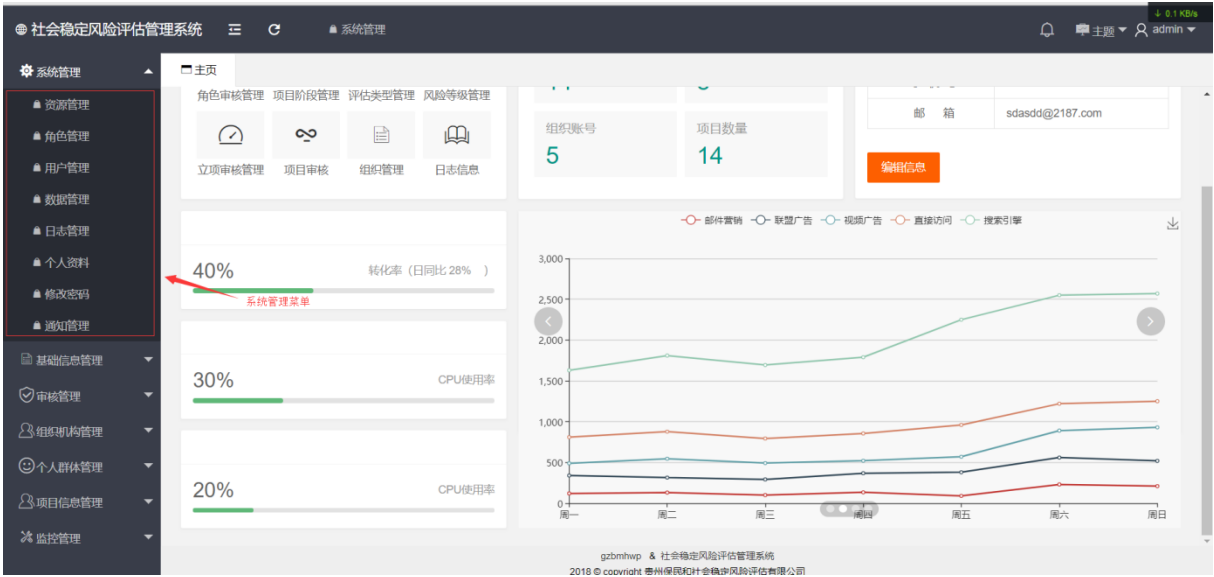 社会稳定风险评估管理系统
系统管理
↓ 0.1 KB/s
主题
admin
系统管理
资源管理
角色管理
用户管理
数据管理
日志管理
个人资料
修改密码
通知管理
基础信息管理
审核管理
组织机构管理
个人群体管理
项目信息管理
监控管理
主页
角色审核管理 项目阶段管理 评估类型管理 风险等级管理
立项审核管理 项目审核 组织管理 日志信息
组织账号
5
项目数量
14
邮 箱 sdasdd@2187.com
编辑信息
40% 转化率（日同比 28% ）
系统管理菜单
30% CPU使用率
20% CPU使用率
邮件营销 联盟广告 视频广告 直接访问 搜索引擎
3,000
2,500
2,000
1,500
1,000
500
0
周一 周二 周三 周四 周五 周六 周日
gzbmhwp & 社会稳定风险评估管理系统
2018 © copyright 贵州保民和社会稳定风险评估有限公司